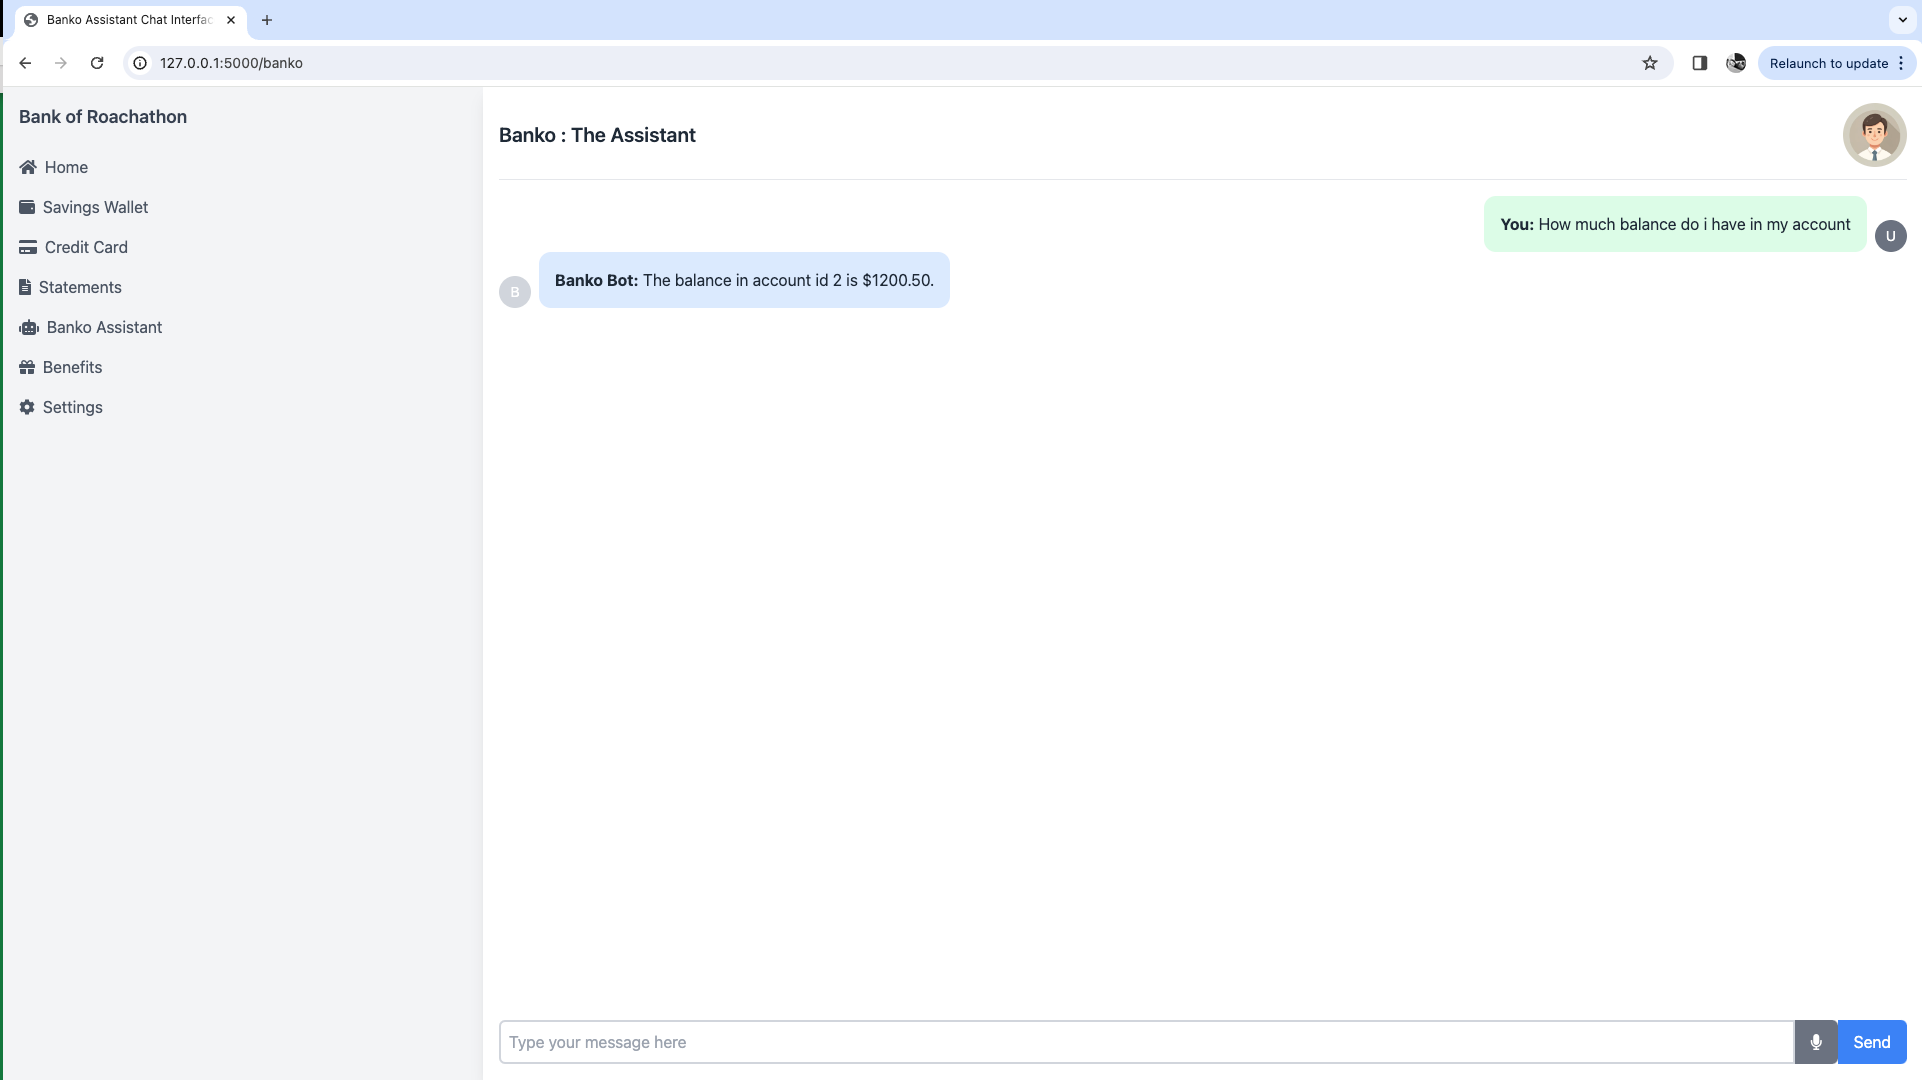 Banko Assistant Chat Interfac
127.0.0.1:5000/banko
Relaunch to update
Bank of Roachathon
Home
Savings Wallet
Credit Card
Statements
Banko Assistant
Benefits
Settings
Banko : The Assistant
You: How much balance do i have in my account
U
B
Banko Bot: The balance in account id 2 is $1200.50.
Type your message here
Send